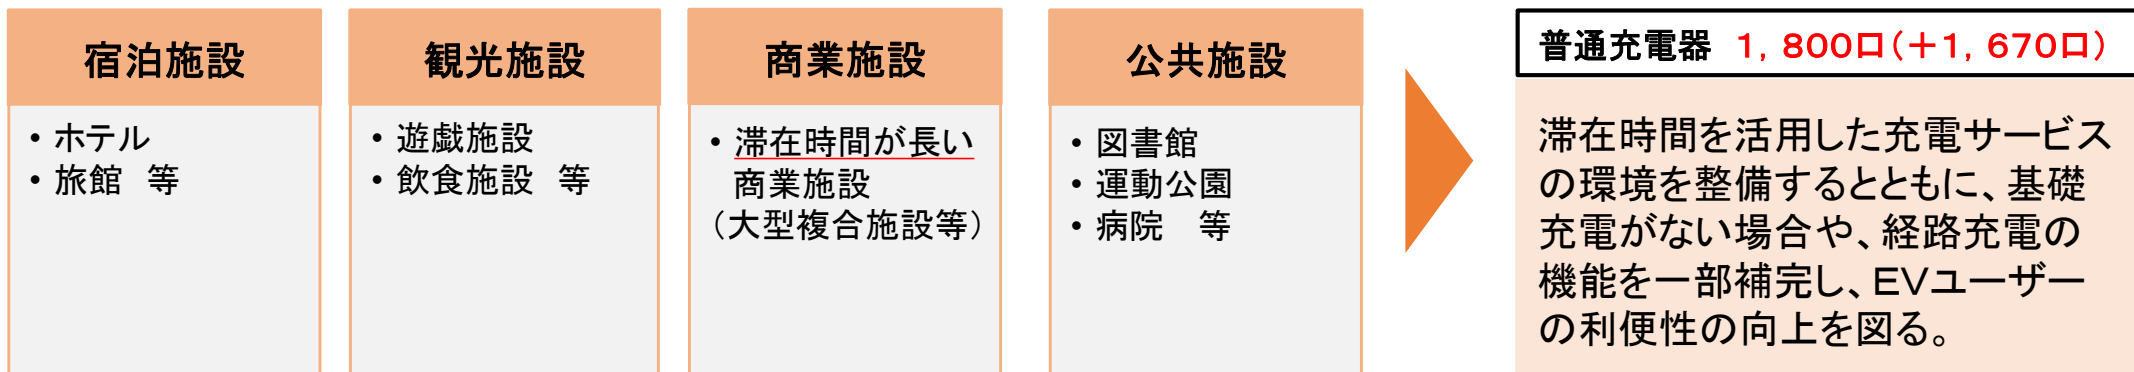 宿泊施設
・ホテル
・旅館　等
観光施設
・遊戯施設
・飲食施設　等
商業施設
・滞在時間が長い
商業施設
（大型複合施設等）
公共施設
・図書館
・運動公園
・病院　等
普通充電器　１，８００口（＋１，６７０口）
滞在時間を活用した充電サービス
の環境を整備するとともに、基礎
充電がない場合や、経路充電の
機能を一部補完し、ＥＶユーザー
の利便性の向上を図る。